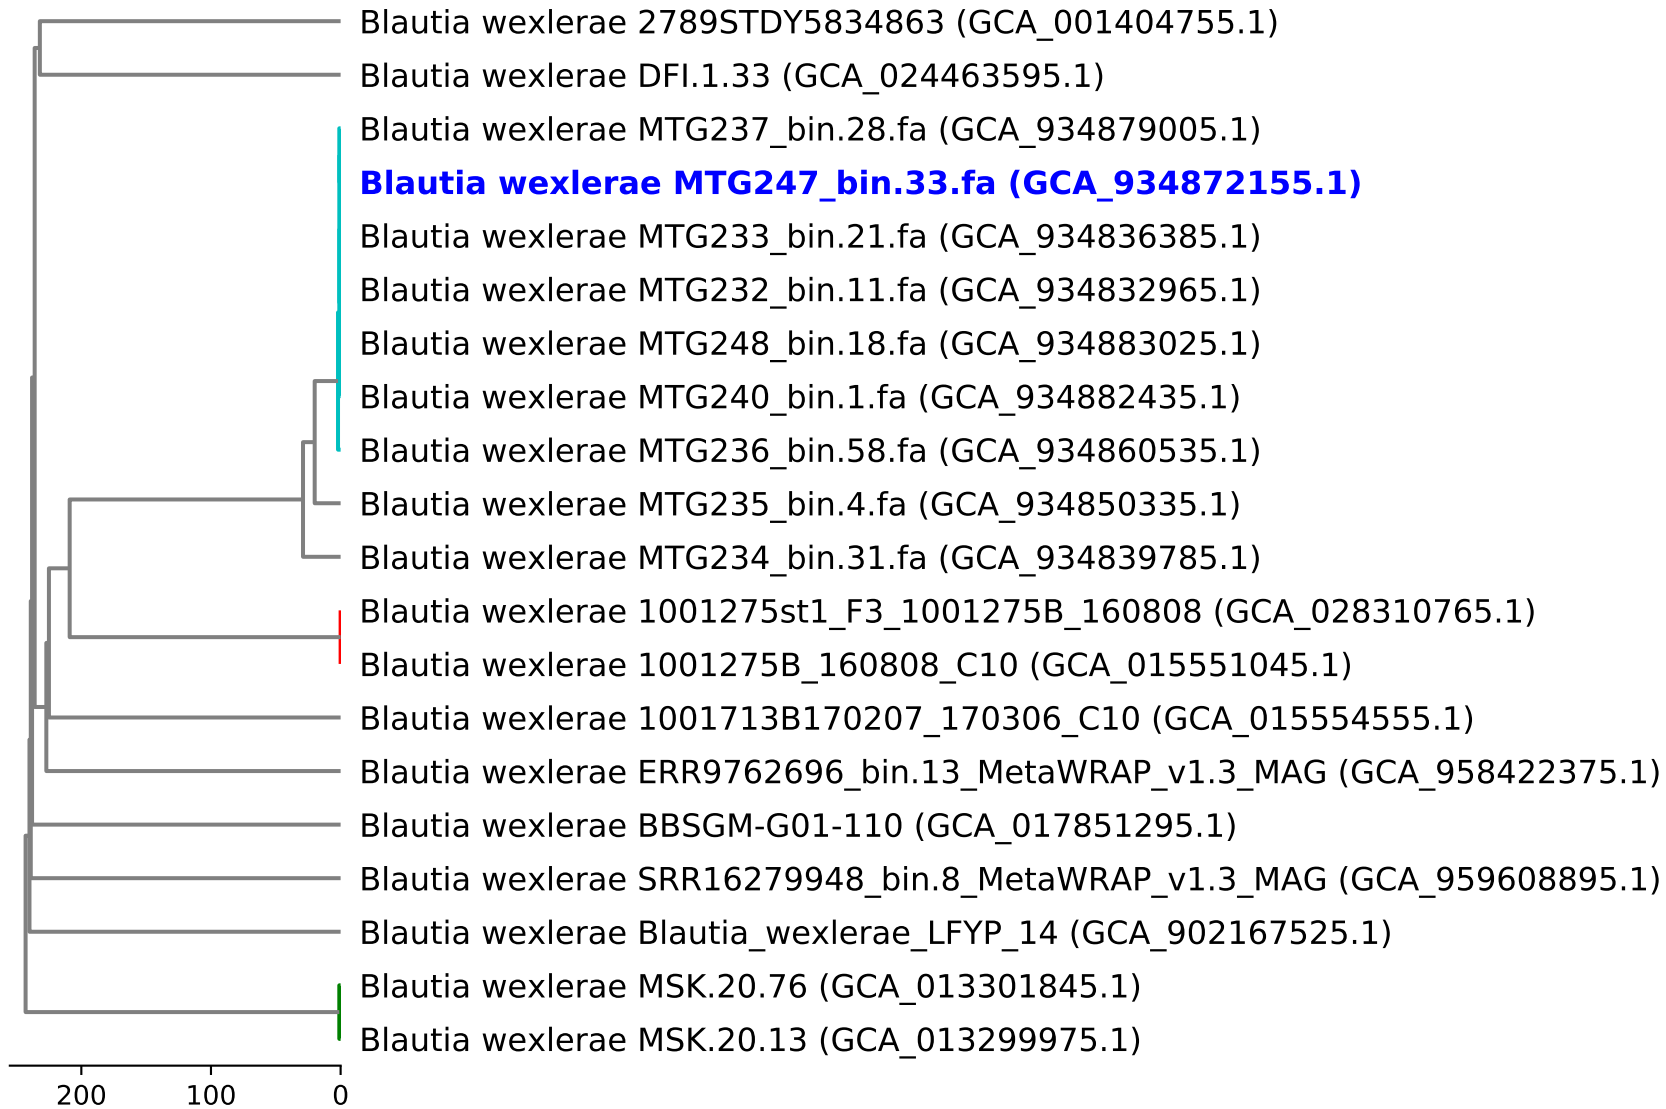 Blautia wexlerae 2789STDY5834863 (GCA_001404755.1)
Blautia wexlerae DFI.1.33 (GCA_024463595.1)
Blautia wexlerae MTG237_bin.28.fa (GCA_934879005.1)
Blautia wexlerae MTG247_bin.33.fa (GCA_934872155.1)
Blautia wexlerae MTG233_bin.21.fa (GCA_934836385.1)
Blautia wexlerae MTG232_bin.11.fa (GCA_934832965.1)
Blautia wexlerae MTG248_bin.18.fa (GCA_934883025.1)
Blautia wexlerae MTG240_bin.1.fa (GCA_934882435.1)
Blautia wexlerae MTG236_bin.58.fa (GCA_934860535.1)
Blautia wexlerae MTG235_bin.4.fa (GCA_934850335.1)
Blautia wexlerae MTG234_bin.31.fa (GCA_934839785.1)
Blautia wexlerae 1001275st1_F3_1001275B_160808 (GCA_028310765.1)
Blautia wexlerae 1001275B_160808_C10 (GCA_015551045.1)
Blautia wexlerae 1001713B170207_170306_C10 (GCA_015554555.1)
Blautia wexlerae ERR9762696_bin.13_MetaWRAP_v1.3_MAG (GCA_958422375.1)
Blautia wexlerae BBSGM-G01-110 (GCA_017851295.1)
Blautia wexlerae SRR16279948_bin.8_MetaWRAP_v1.3_MAG (GCA_959608895.1)
Blautia wexlerae Blautia_wexlerae_LFYP_14 (GCA_902167525.1)
Blautia wexlerae MSK.20.76 (GCA_013301845.1)
Blautia wexlerae MSK.20.13 (GCA_013299975.1)
200 100 0